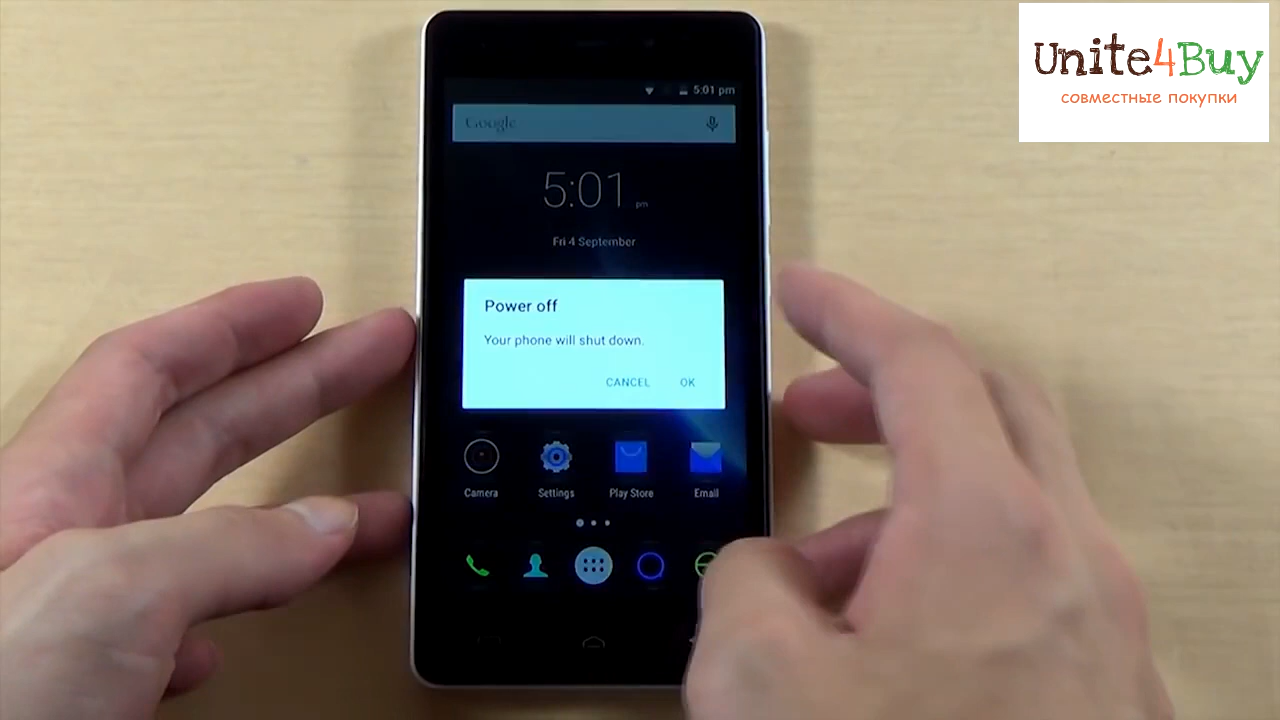 Unite4Buy
совместные покупки
5:01 pm
Google
5:01 pm
Fri 4 September
Power off
Your phone will shut down.
CANCEL OK
Camera Settings Play Store Email